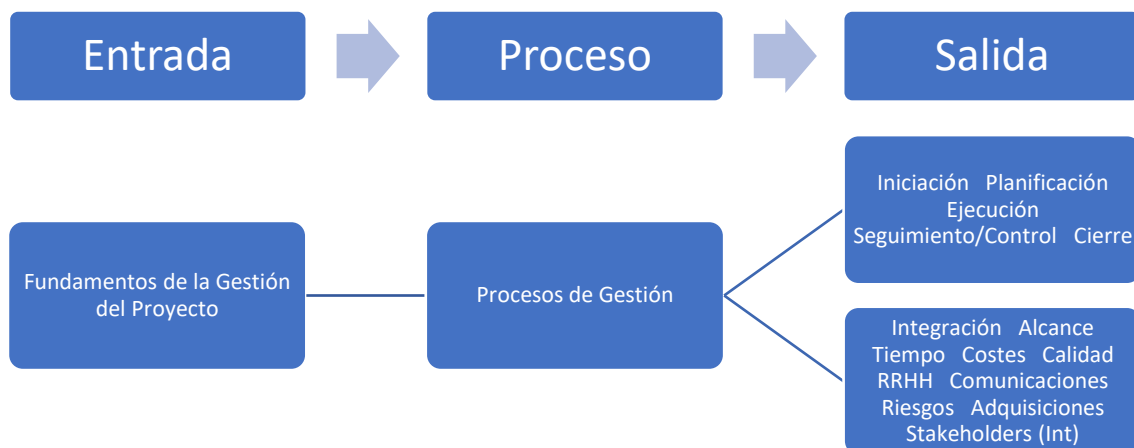 Entrada
Proceso
Salida
Fundamentos de la Gestión
del Proyecto
Procesos de Gestión
Iniciación Planificación
Ejecución
Seguimiento/Control Cierre
Integración Alcance
Tiempo Costes Calidad
RRHH Comunicaciones
Riesgos Adquisiciones
Stakeholders (Int)